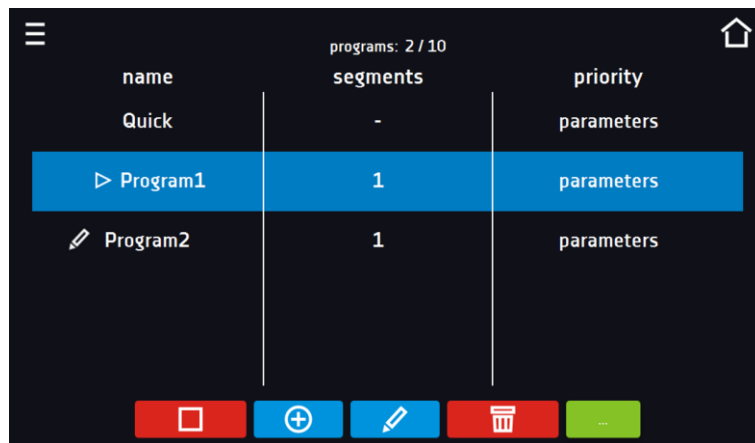 programs: 2 / 10
name segments priority
Quick - parameters
Program1 1 parameters
Program2 1 parameters
...